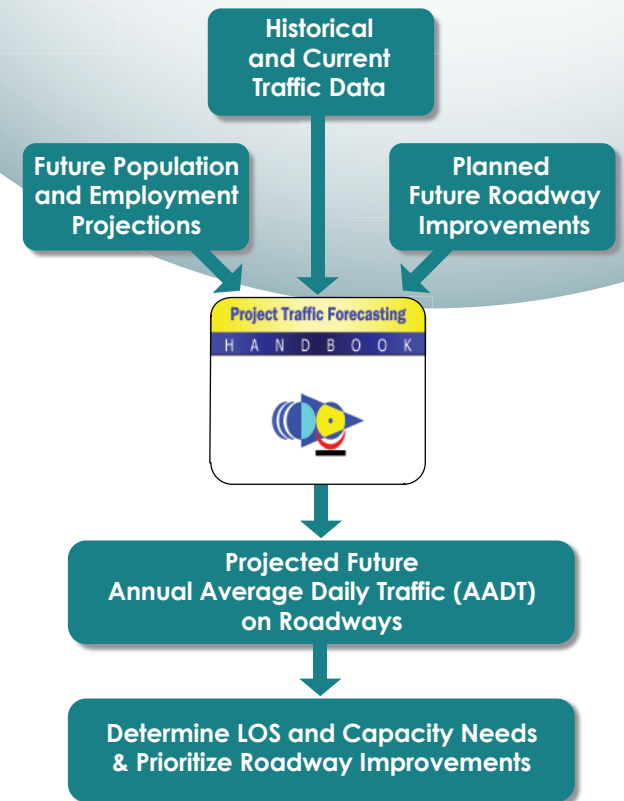 Historical
and Current
Traffic Data
Future Population
and Employment
Projections
Planned
Future Roadway
Improvements
Project Traffic Forecasting
H A N D B O O K
Projected Future
Annual Average Daily Traffic (AADT)
on Roadways
Determine LOS and Capacity Needs
& Prioritize Roadway Improvements